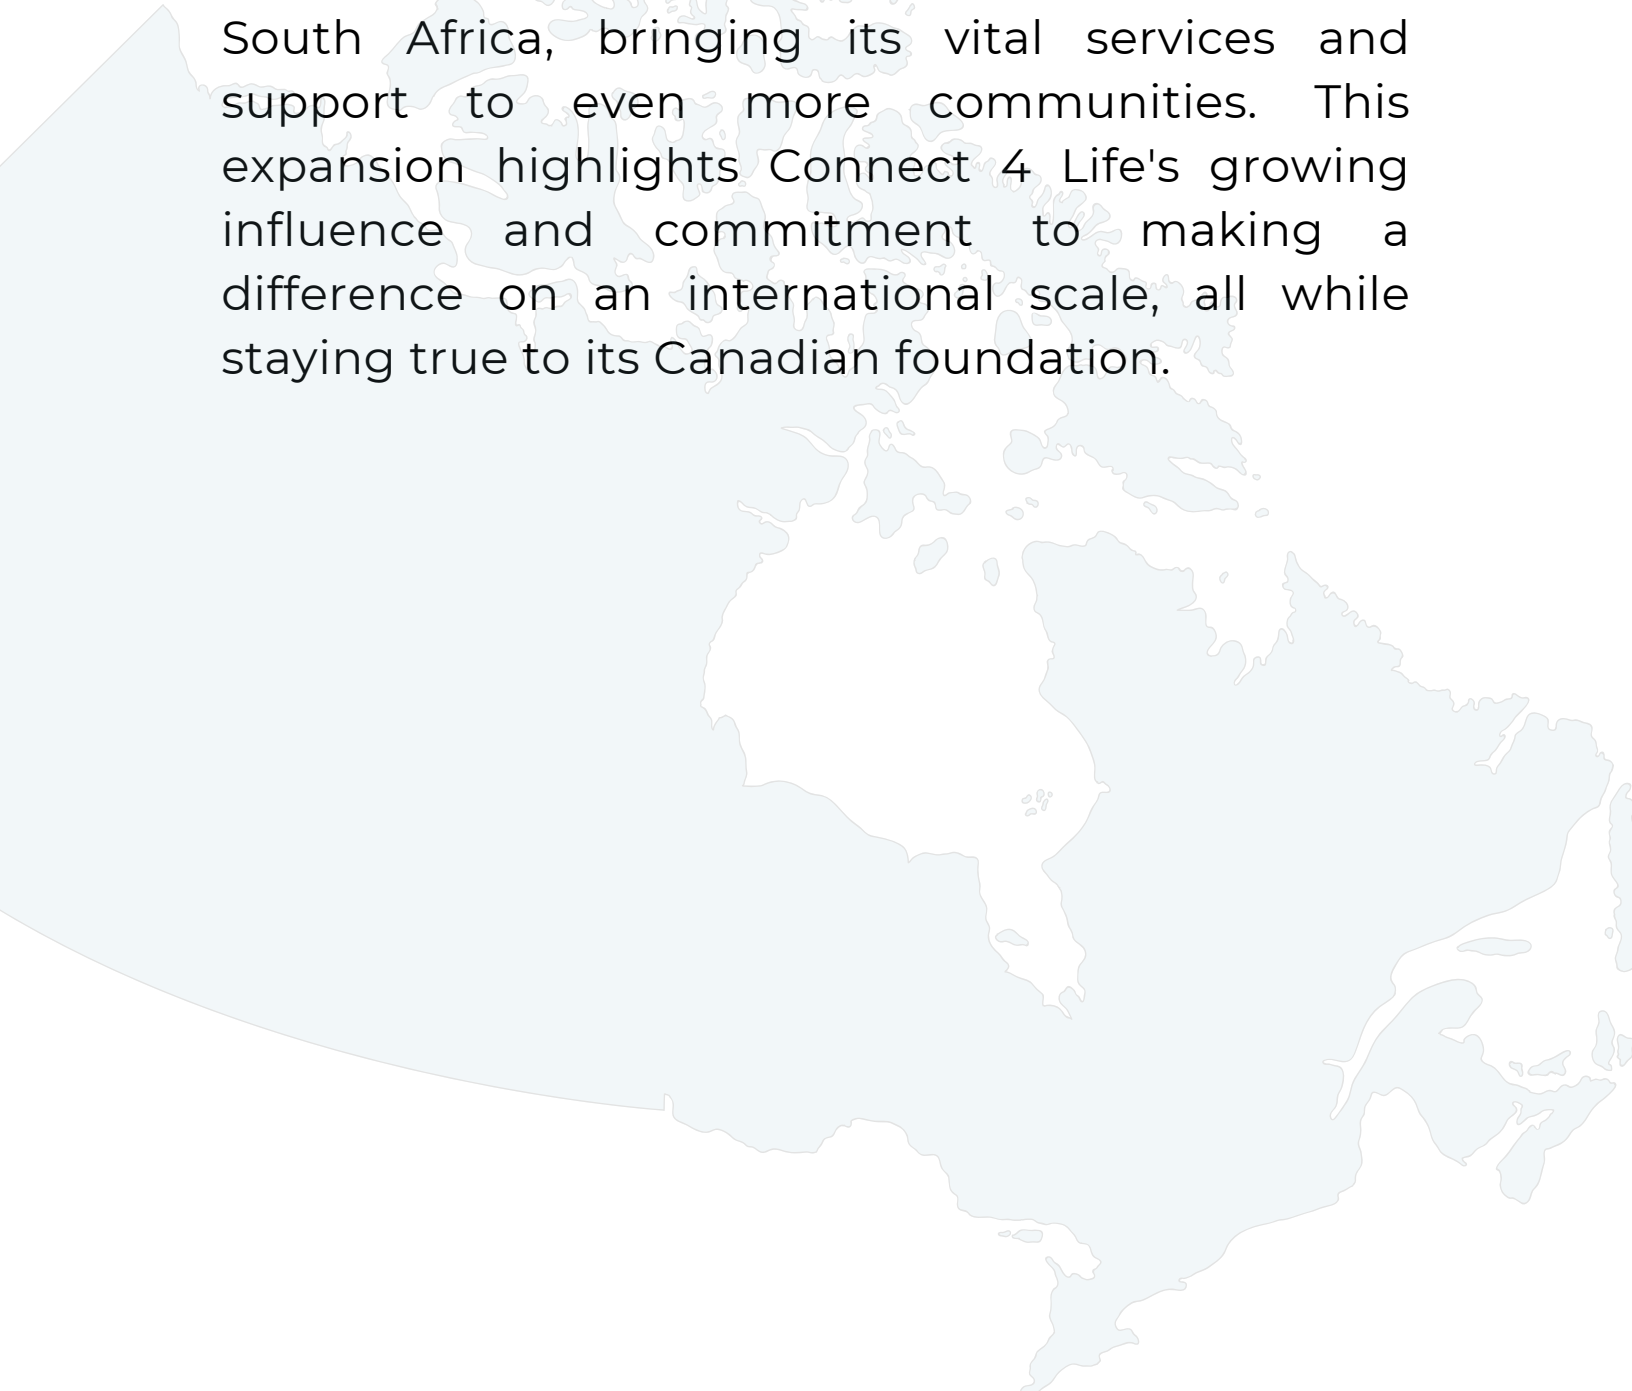 South Africa, bringing its vital services and
support to even more communities. This
expansion highlights Connect 4 Life's growing
influence and commitment to making a
difference on an international scale, all while
staying true to its Canadian foundation.